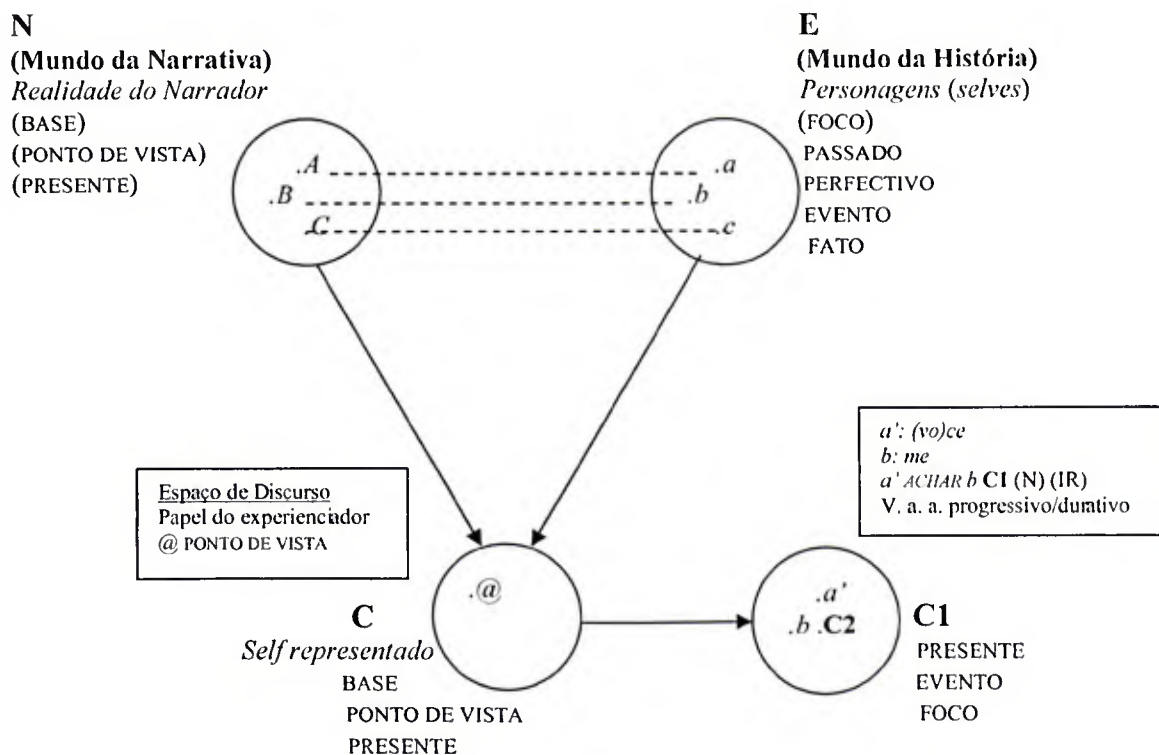 N
(Mundo da Narrativa)
Realidade do Narrador
(BASE)
(PONTO DE VISTA)
(PRESENTE)
E
(Mundo da História)
Personagens (selves)
(FOCO)
PASSADO
PERFECTIVO
EVENTO
FATO
.A
.B
.C
.a
.b
.c
Espaço de Discurso
Papel do experienciador
@ PONTO DE VISTA
a': (vo)ce
b: me
a' ACHAR b C1 (N) (IR)
V. a. a. progressivo/durativo
.@
C
Self representado
BASE
PONTO DE VISTA
PRESENTE
.a'
.b .C2
C1
PRESENTE
EVENTO
FOCO